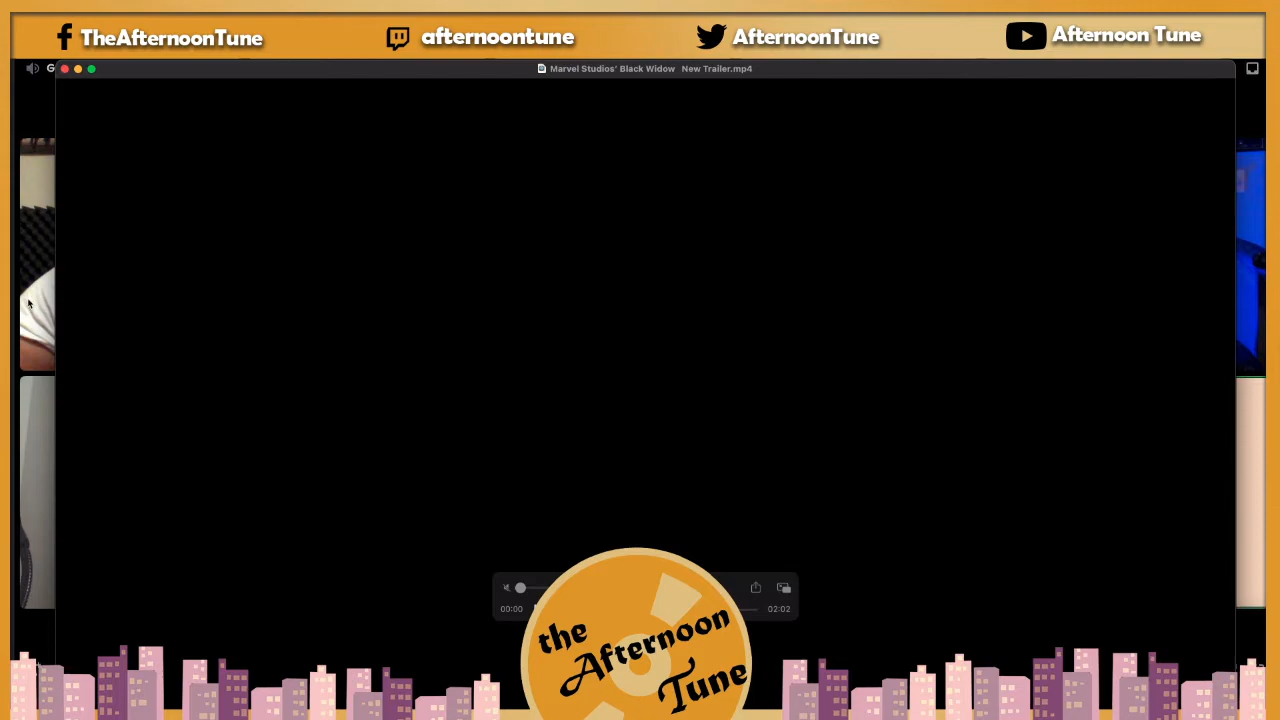 TheAfternoonTune
afternoontune
AfternoonTune
Afternoon Tune
G
Marvel Studios' Black Widow New Trailer.mp4
00:00
02:02
the
Afternoon
Tune